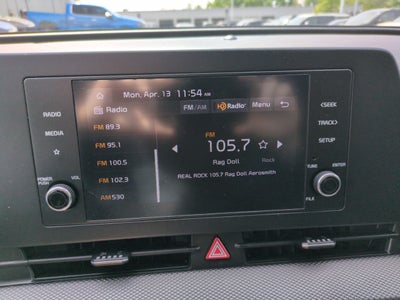 Mon, Apr. 13 11:54 AM
Radio FM/AM HD Radio Menu
RADIO
MEDIA
POWER PUSH
VOL
FM 89.3
FM 95.1
FM 100.5
FM 102.3
AM 530
FM
105.7
Rag Doll
Rock
REAL ROCK 105.7 Rag Doll Aerosmith
<SEEK
TRACK>
SETUP
TUNE
ENTER
FILE